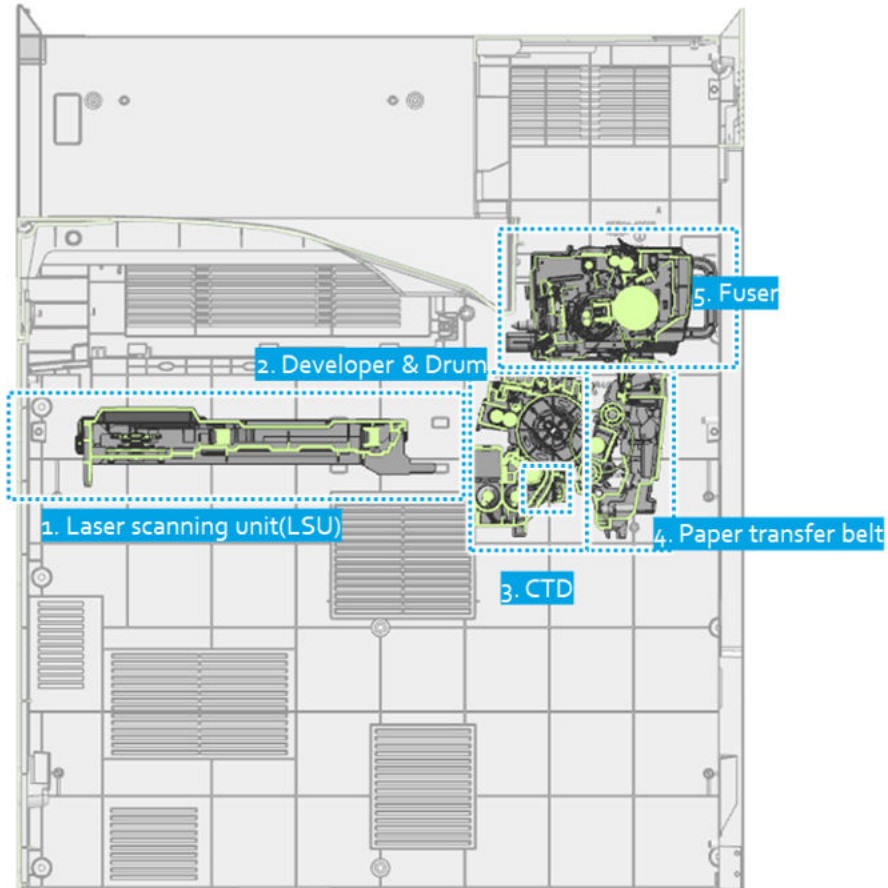 5. Fuser
2. Developer & Drum
1. Laser scanning unit(LSU)
4. Paper transfer belt
3. CTD